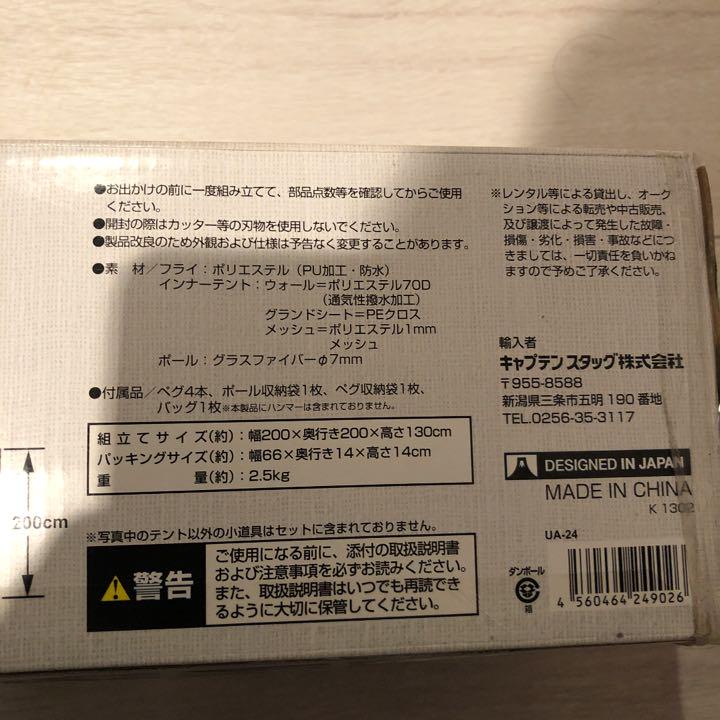 ●お出かけの前に一度組み立てて、部品点数等を確認してからご使用
ください。
●開封の際はカッター等の刃物を使用しないでください。
●製品改良のため外観および仕様は予告なく変更することがあります。
●素 材/フライ:ポリエステル(PU加工・防水)
インナーテント:ウォール=ポリエステル70D
(通気性撥水加工)
グランドシート=PEクロス
メッシュ=ポリエステル1mm
メッシュ
ポール:グラスファイバーφ7mm
●付属品/ペグ4本、ポール収納袋1枚、ペグ収納袋1枚、
バッグ1枚※本製品にハンマーは含まれておりません。
組立てサイズ(約):幅200×奥行き200×高さ130cm
パッキングサイズ(約):幅66×奥行き14×高さ14cm
重 量(約):2.5kg
200cm
※写真中のテント以外の小道具はセットに含まれておりません。
警告
ご使用になる前に、添付の取扱説明書
および注意事項を必ずお読みください。
また、取扱説明書はいつでも再読でき
るように大切に保管してください。
※レンタル等による貸出し、オーク
ション等による転売や中古販売、
及び譲渡によって発生した故障・
損傷・劣化・損害・事故などにつ
きましては、一切責任を負いかね
ますので予めご了承ください。
輸入者
キャプテンスタッグ株式会社
〒955-8588
新潟県三条市五明190番地
TEL.0256-35-3117
DESIGNED IN JAPAN
MADE IN CHINA
K 1302
UA-24
ダンボール
箱
4 560464 249026